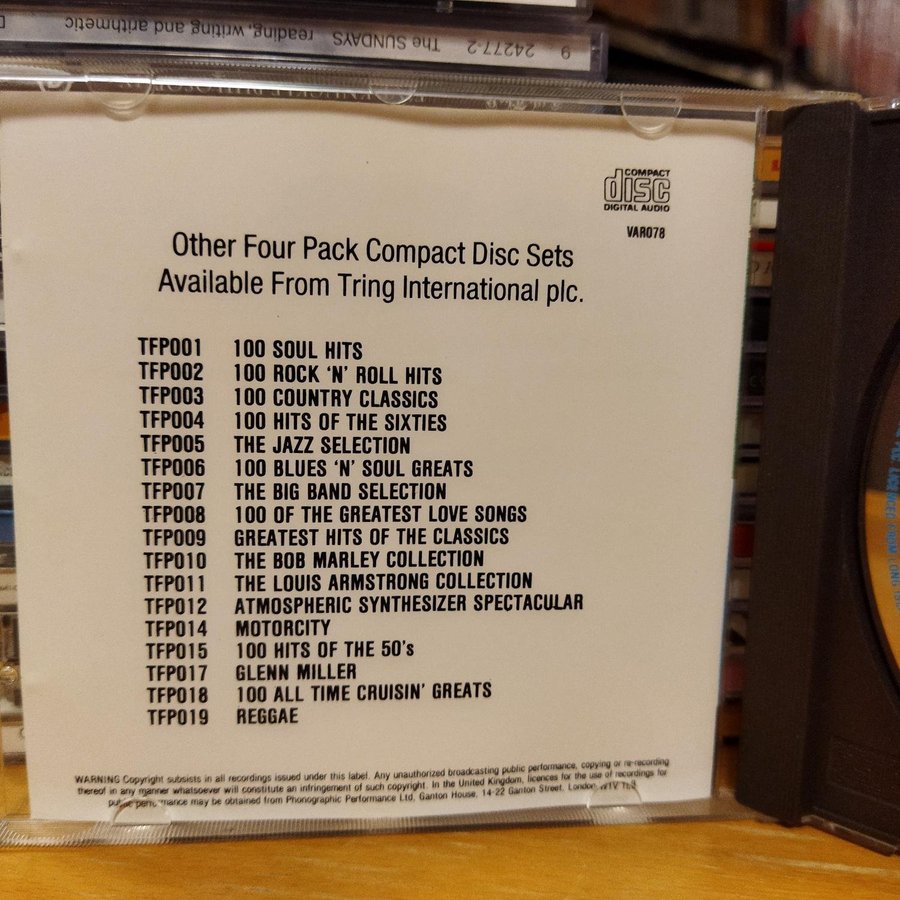 reading, writing and arithmetic The SUNDAYS 9 24277-2
COMPACT
disc
DIGITAL AUDIO
VAR078
Other Four Pack Compact Disc Sets
Available From Tring International plc.
TFP001 100 SOUL HITS
TFP002 100 ROCK 'N' ROLL HITS
TFP003 100 COUNTRY CLASSICS
TFP004 100 HITS OF THE SIXTIES
TFP005 THE JAZZ SELECTION
TFP006 100 BLUES 'N' SOUL GREATS
TFP007 THE BIG BAND SELECTION
TFP008 100 OF THE GREATEST LOVE SONGS
TFP009 GREATEST HITS OF THE CLASSICS
TFP010 THE BOB MARLEY COLLECTION
TFP011 THE LOUIS ARMSTRONG COLLECTION
TFP012 ATMOSPHERIC SYNTHESIZER SPECTACULAR
TFP014 MOTORCITY
TFP015 100 HITS OF THE 50's
TFP017 GLENN MILLER
TFP018 100 ALL TIME CRUISIN' GREATS
TFP019 REGGAE
WARNING Copyright subsists in all recordings issued under this label. Any unauthorized broadcasting public performance, copying or re-recording
thereof in any manner whatsoever will constitute an infringement of such copyright. In the United Kingdom, licences for the use of recordings for
public performance may be obtained from Phonographic Performance Ltd, Ganton House, 14-22 Ganton Street, London